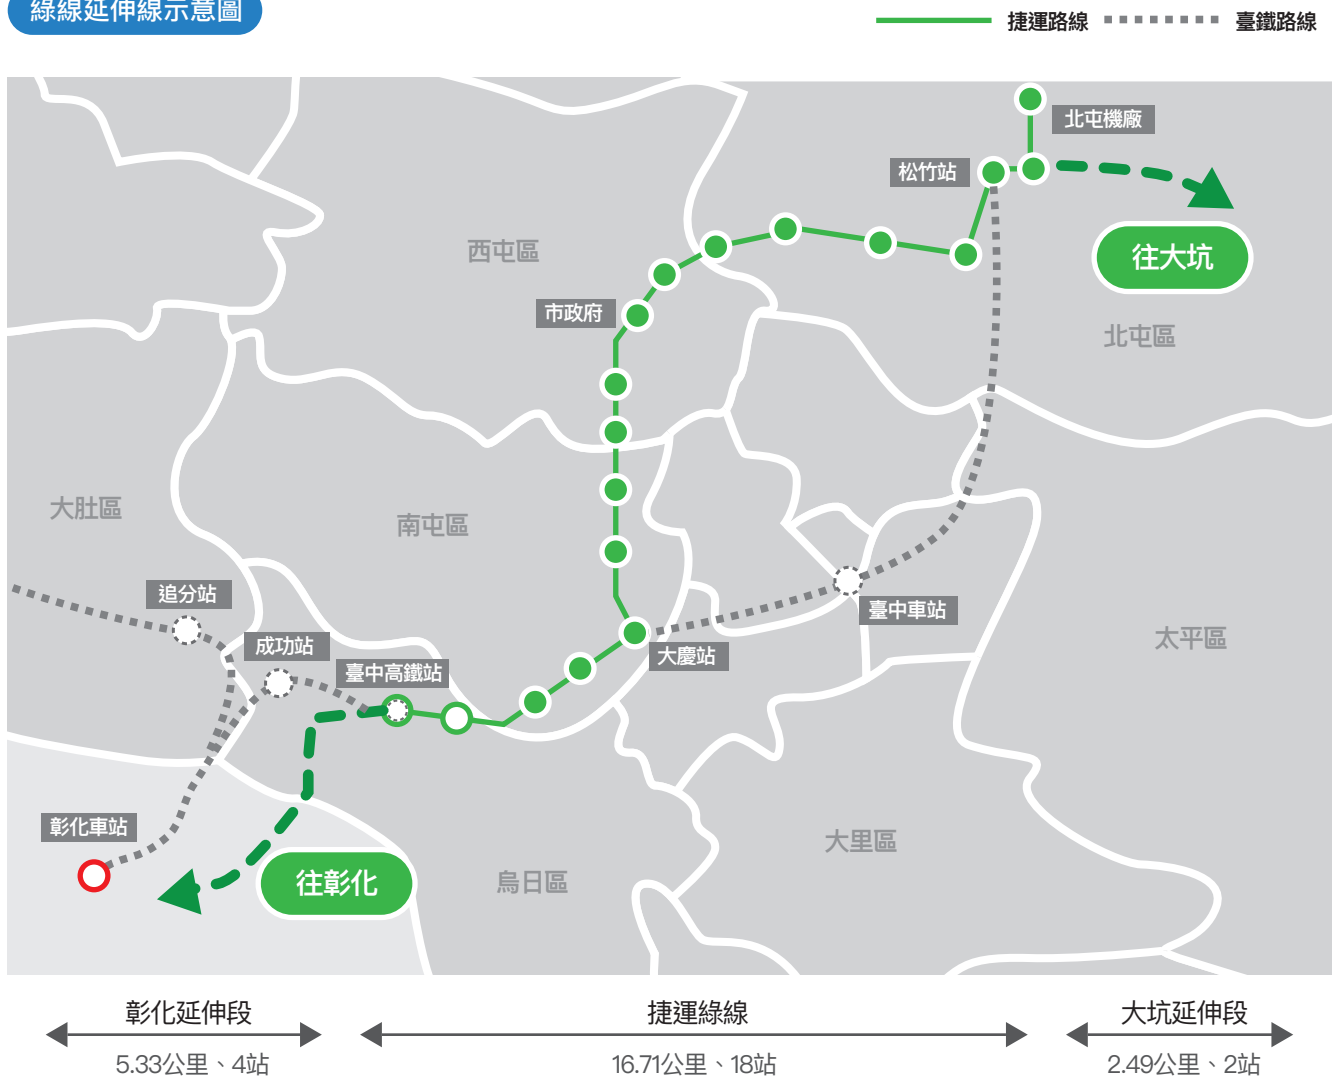 綠線延伸線示意圖
捷運路線
臺鐵路線
北屯機廠
松竹站
往大坑
西屯區
市政府
北屯區
大肚區
南屯區
追分站
臺中車站
成功站
大慶站
太平區
臺中高鐵站
彰化車站
大里區
往彰化
烏日區
彰化延伸段
捷運綠線
大坑延伸段
5.33公里、4站
16.71公里、18站
2.49公里、2站